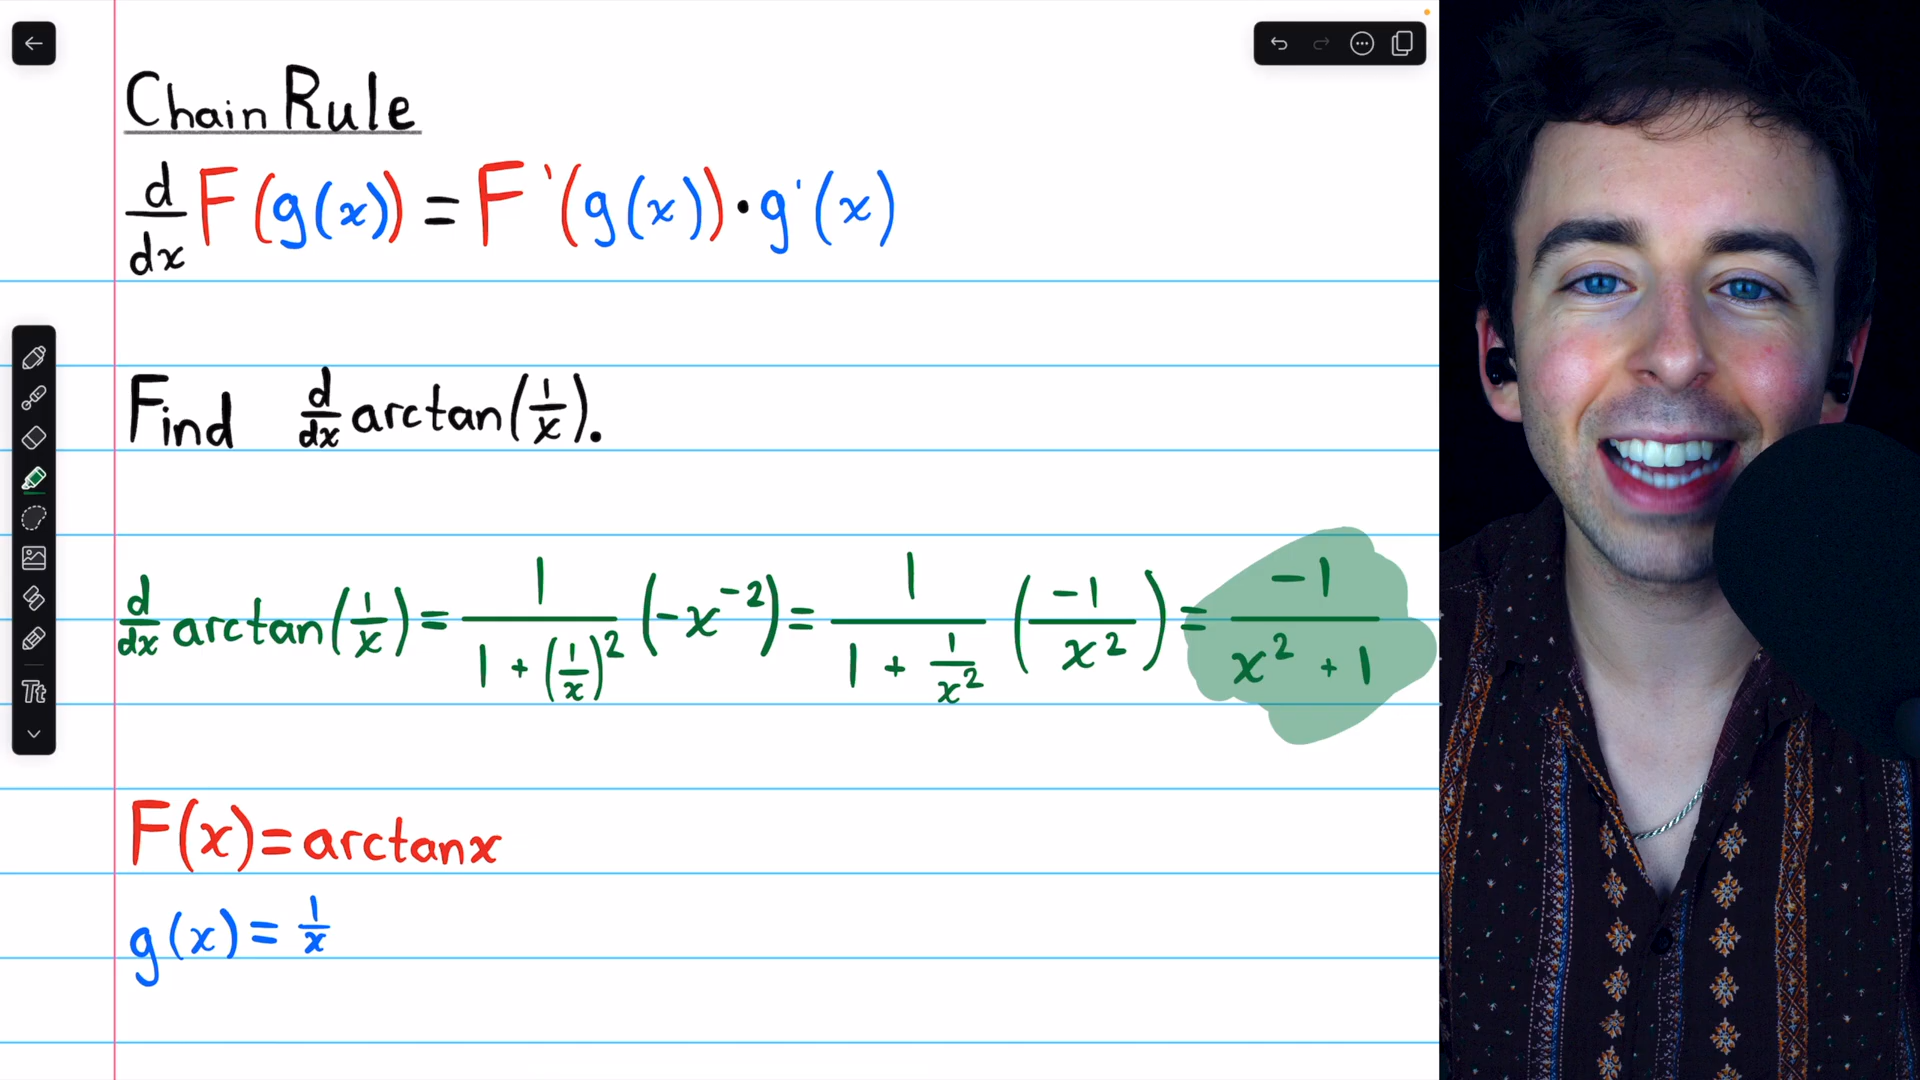 Chain Rule
d/dx F(g(x)) = F'(g(x)) · g'(x)
Find d/dx arctan(1/x).
d/dx arctan(1/x) = 1/(1 + (1/x)²) (-x⁻²) = 1/(1 + 1/x²) (-1/x²) = -1/(x² + 1)
F(x) = arctanx
g(x) = 1/x
Tt